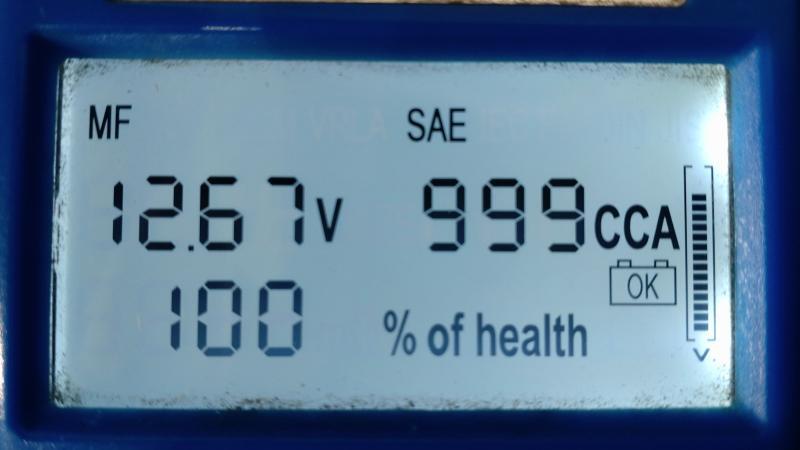 MF SAE
12.67V 999CCA
OK
100 % of health